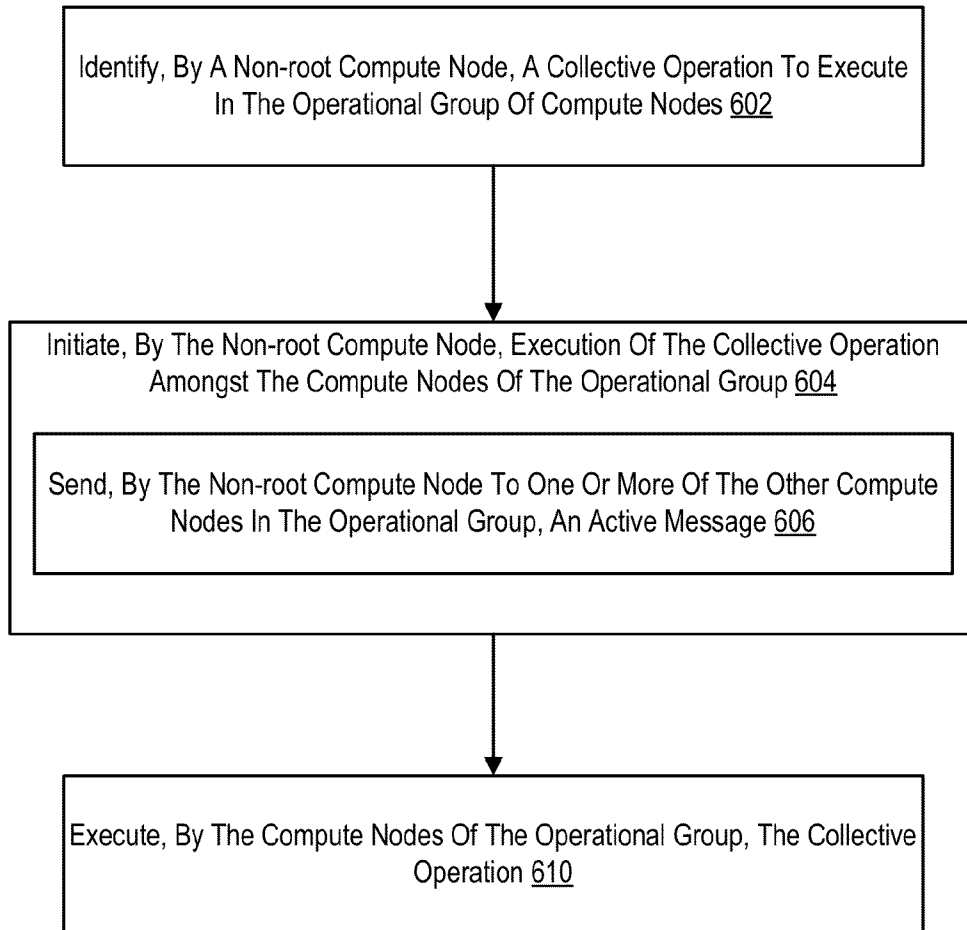 Identify, By A Non-root Compute Node, A Collective Operation To Execute
In The Operational Group Of Compute Nodes 602
Initiate, By The Non-root Compute Node, Execution Of The Collective Operation
Amongst The Compute Nodes Of The Operational Group 604
Send, By The Non-root Compute Node To One Or More Of The Other Compute
Nodes In The Operational Group, An Active Message 606
Execute, By The Compute Nodes Of The Operational Group, The Collective
Operation 610